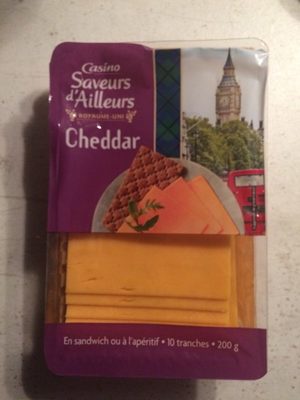 Casino
Saveurs
d'Ailleurs
ROYAUME-UNI
Cheddar
En sandwich ou à l'apéritif • 10 tranches • 200 g